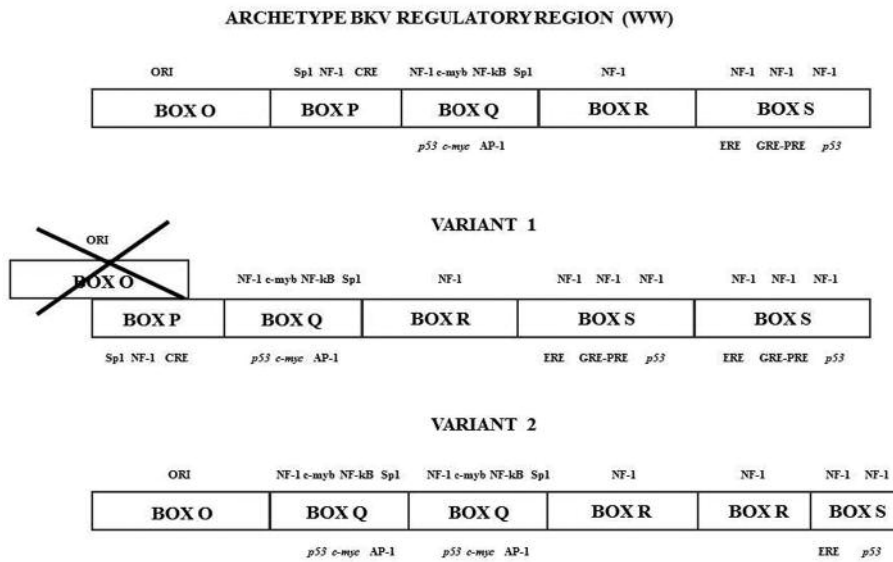 ARCHETYPE BKV REGULATORY REGION (WW)
ORI Sp1 NF-1 CRE NF-1 c-myb NF-kB Sp1 NF-1 NF-1 NF-1 NF-1
BOX O BOX P BOX Q BOX R BOX S
p53 c-myc AP-1 ERE GRE-PRE p53
VARIANT 1
ORI
BOX O NF-1 c-myb NF-kB Sp1 NF-1 NF-1 NF-1 NF-1 NF-1 NF-1 NF-1
BOX P BOX Q BOX R BOX S BOX S
Sp1 NF-1 CRE p53 c-myc AP-1 ERE GRE-PRE p53 ERE GRE-PRE p53
VARIANT 2
ORI NF-1 c-myb NF-kB Sp1 NF-1 c-myb NF-kB Sp1 NF-1 NF-1 NF-1 NF-1
BOX O BOX Q BOX Q BOX R BOX R BOX S
p53 c-myc AP-1 p53 c-myc AP-1 ERE p53